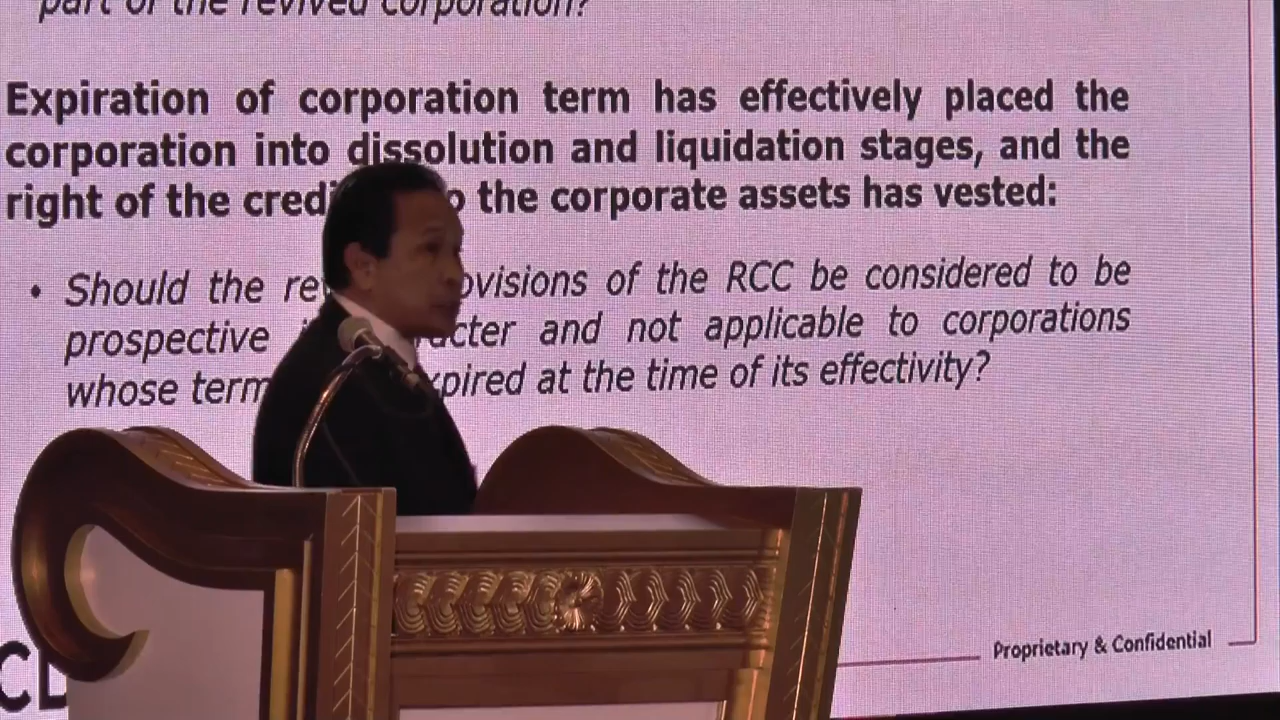 part of the revived corporation?
Expiration of corporation term has effectively placed the
corporation into dissolution and liquidation stages, and the
right of the credi o the corporate assets has vested:
• Should the re ovisions of the RCC be considered to be
prospective acter and not applicable to corporations
whose term xpired at the time of its effectivity?
Proprietary & Confidential
CD